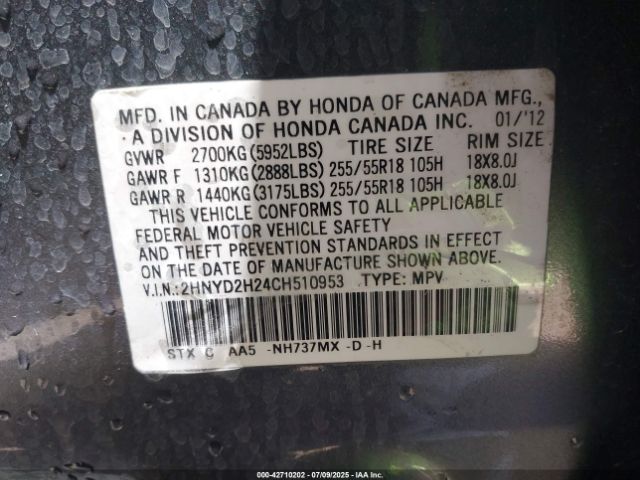 MFD. IN CANADA BY HONDA OF CANADA MFG.,
A DIVISION OF HONDA CANADA INC. 01/'12
GVWR 2700KG(5952LBS) TIRE SIZE RIM SIZE
GAWR F 1310KG(2888LBS) 255/55R18 105H 18X8.0J
GAWR R 1440KG(3175LBS) 255/55R18 105H 18X8.0J
THIS VEHICLE CONFORMS TO ALL APPLICABLE
FEDERAL MOTOR VEHICLE SAFETY
AND THEFT PREVENTION STANDARDS IN EFFECT
ON THE DATE OF MANUFACTURE SHOWN ABOVE.
V.I.N.:2HNYD2H24CH510953 TYPE: MPV
STX C AA5 -NH737MX -D -H
000-42710202 - 07/09/2025 - IAA Inc.